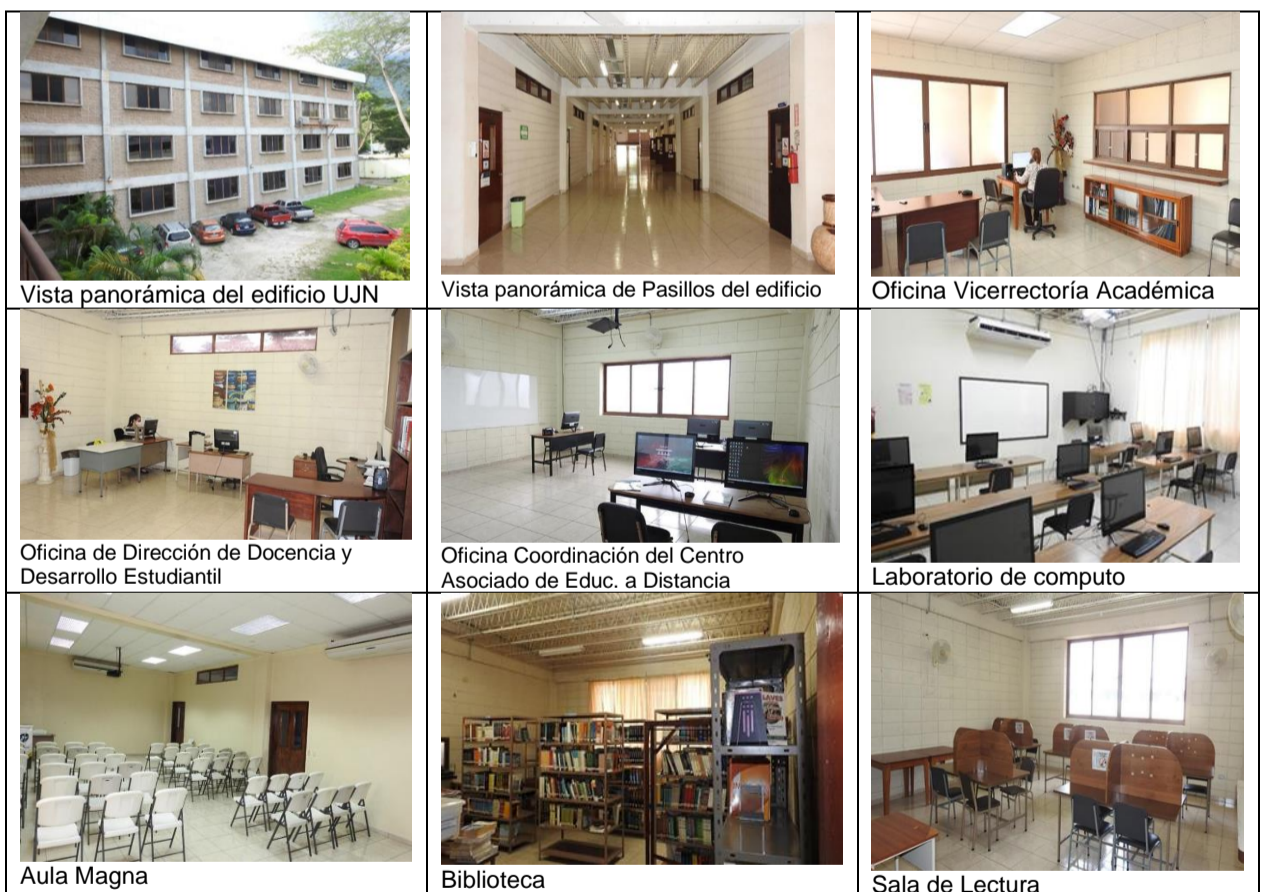 Vista panorámica del edificio UJN
Vista panorámica de Pasillos del edificio
Oficina Vicerrectoría Académica
Oficina de Dirección de Docencia y
Desarrollo Estudiantil
Oficina Coordinación del Centro
Asociado de Educ. a Distancia
Laboratorio de computo
Aula Magna
Biblioteca
Sala de Lectura